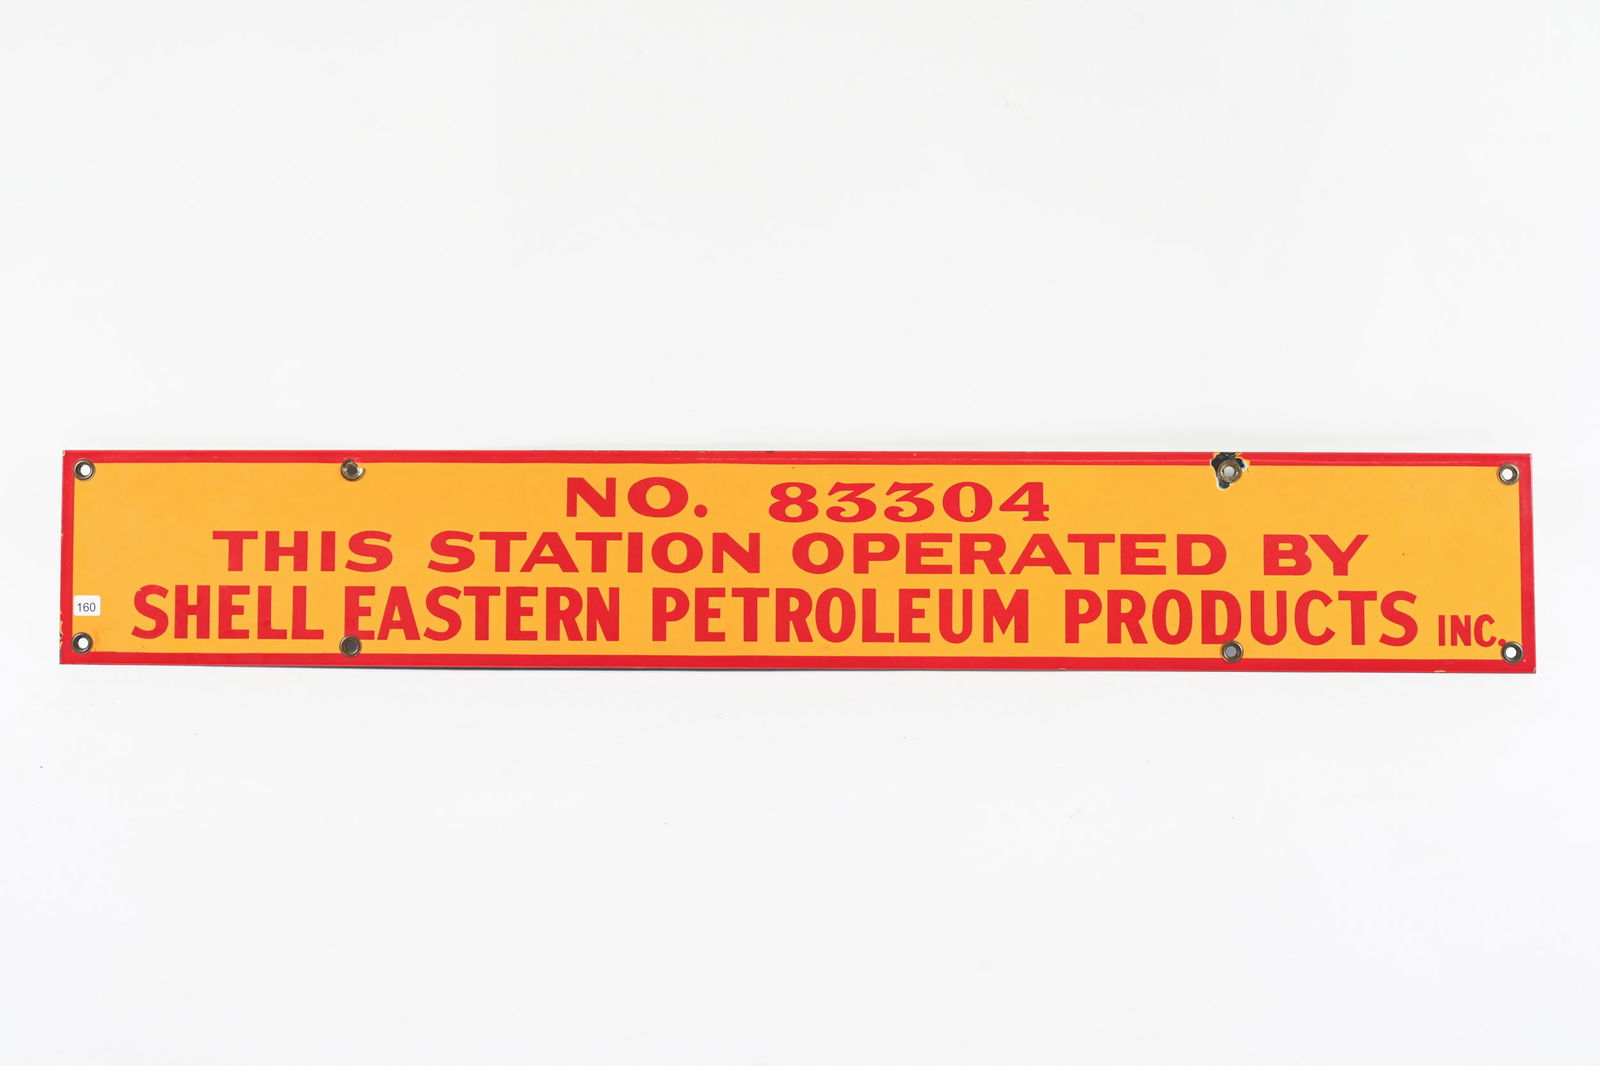 NO. 83304
THIS STATION OPERATED BY
SHELL EASTERN PETROLEUM PRODUCTS INC.
160